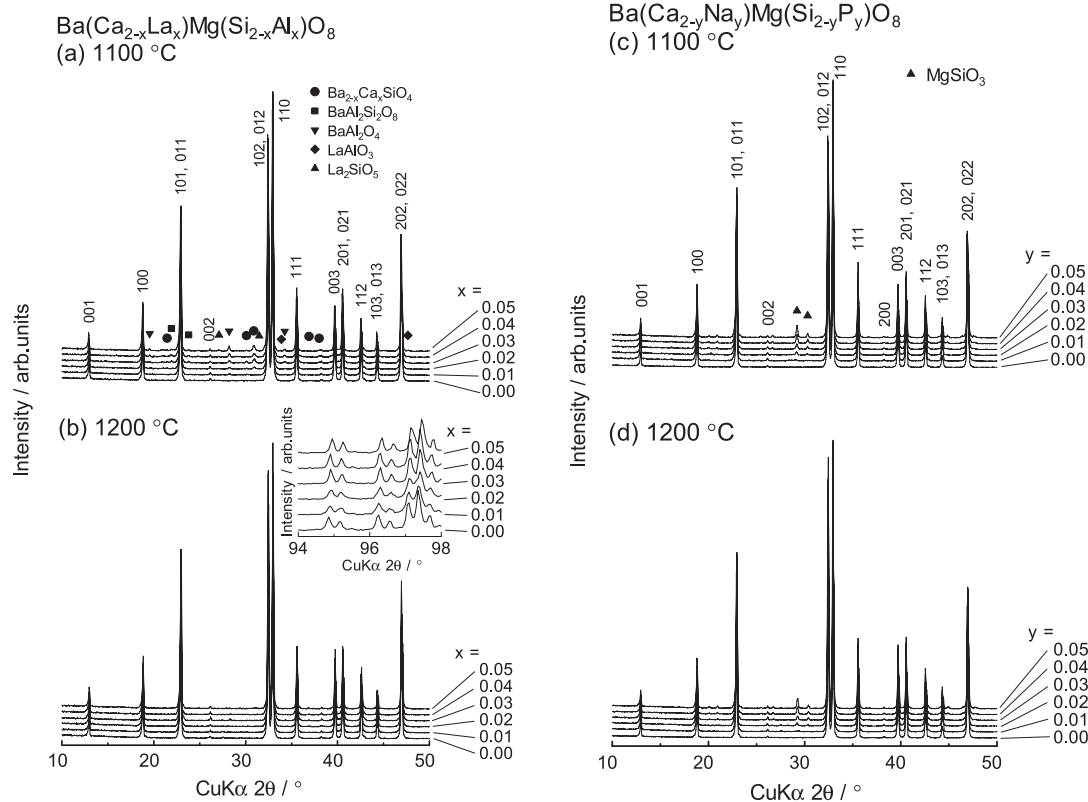 Ba(Ca2-xLax)Mg(Si2-xAlx)O8
(a) 1100 °C
Ba2-xCaxSiO4
BaAl2Si2O8
BaAl2O4
LaAlO3
La2SiO5
001
100
101, 011
002
102, 012
110
111
003
201, 021
112
103, 013
202, 022
x =
0.05
0.04
0.03
0.02
0.01
0.00
Intensity / arb.units
(b) 1200 °C
Intensity / arb.units
x =
0.05
0.04
0.03
0.02
0.01
0.00
94
96
98
CuKα 2θ / °
x =
0.05
0.04
0.03
0.02
0.01
0.00
10
20
30
40
50
CuKα 2θ / °
Ba(Ca2-yNay)Mg(Si2-yPy)O8
(c) 1100 °C
MgSiO3
001
100
101, 011
002
102, 012
110
111
200
003
201, 021
112
103, 013
202, 022
y =
0.05
0.04
0.03
0.02
0.01
0.00
Intensity / arb.units
(d) 1200 °C
y =
0.05
0.04
0.03
0.02
0.01
0.00
10
20
30
40
50
CuKα 2θ / °